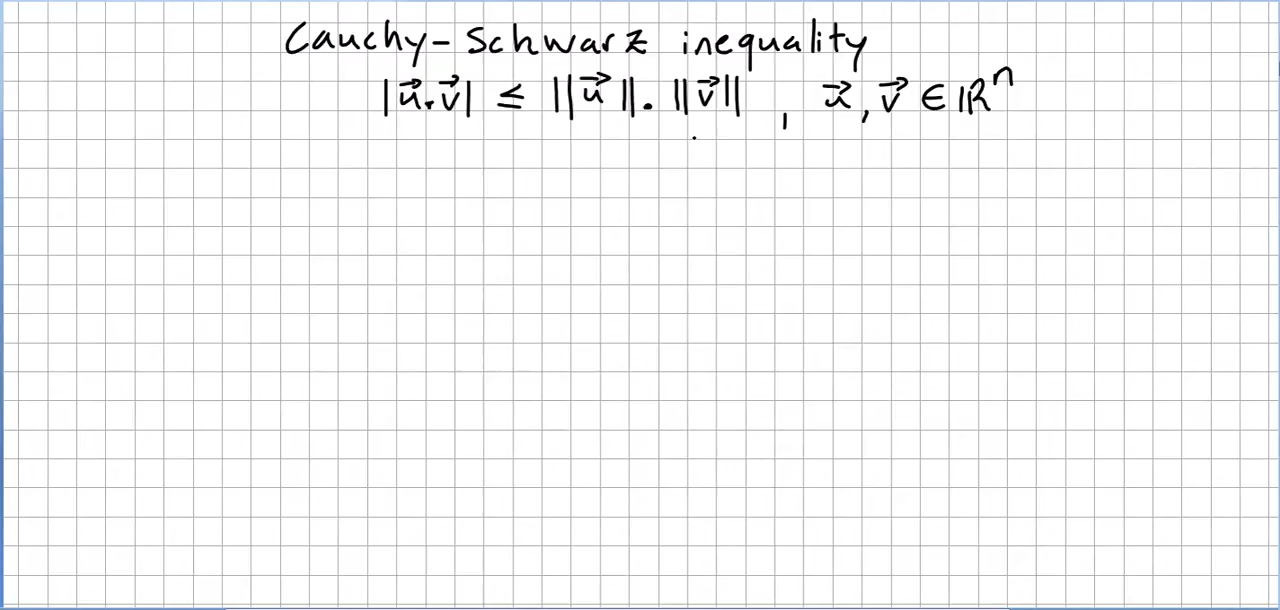 Cauchy-Schwarz inequality
|u⃗.v⃗| ≤ ||u⃗||.||v⃗|| , u⃗, v⃗ ∈ ℝⁿ